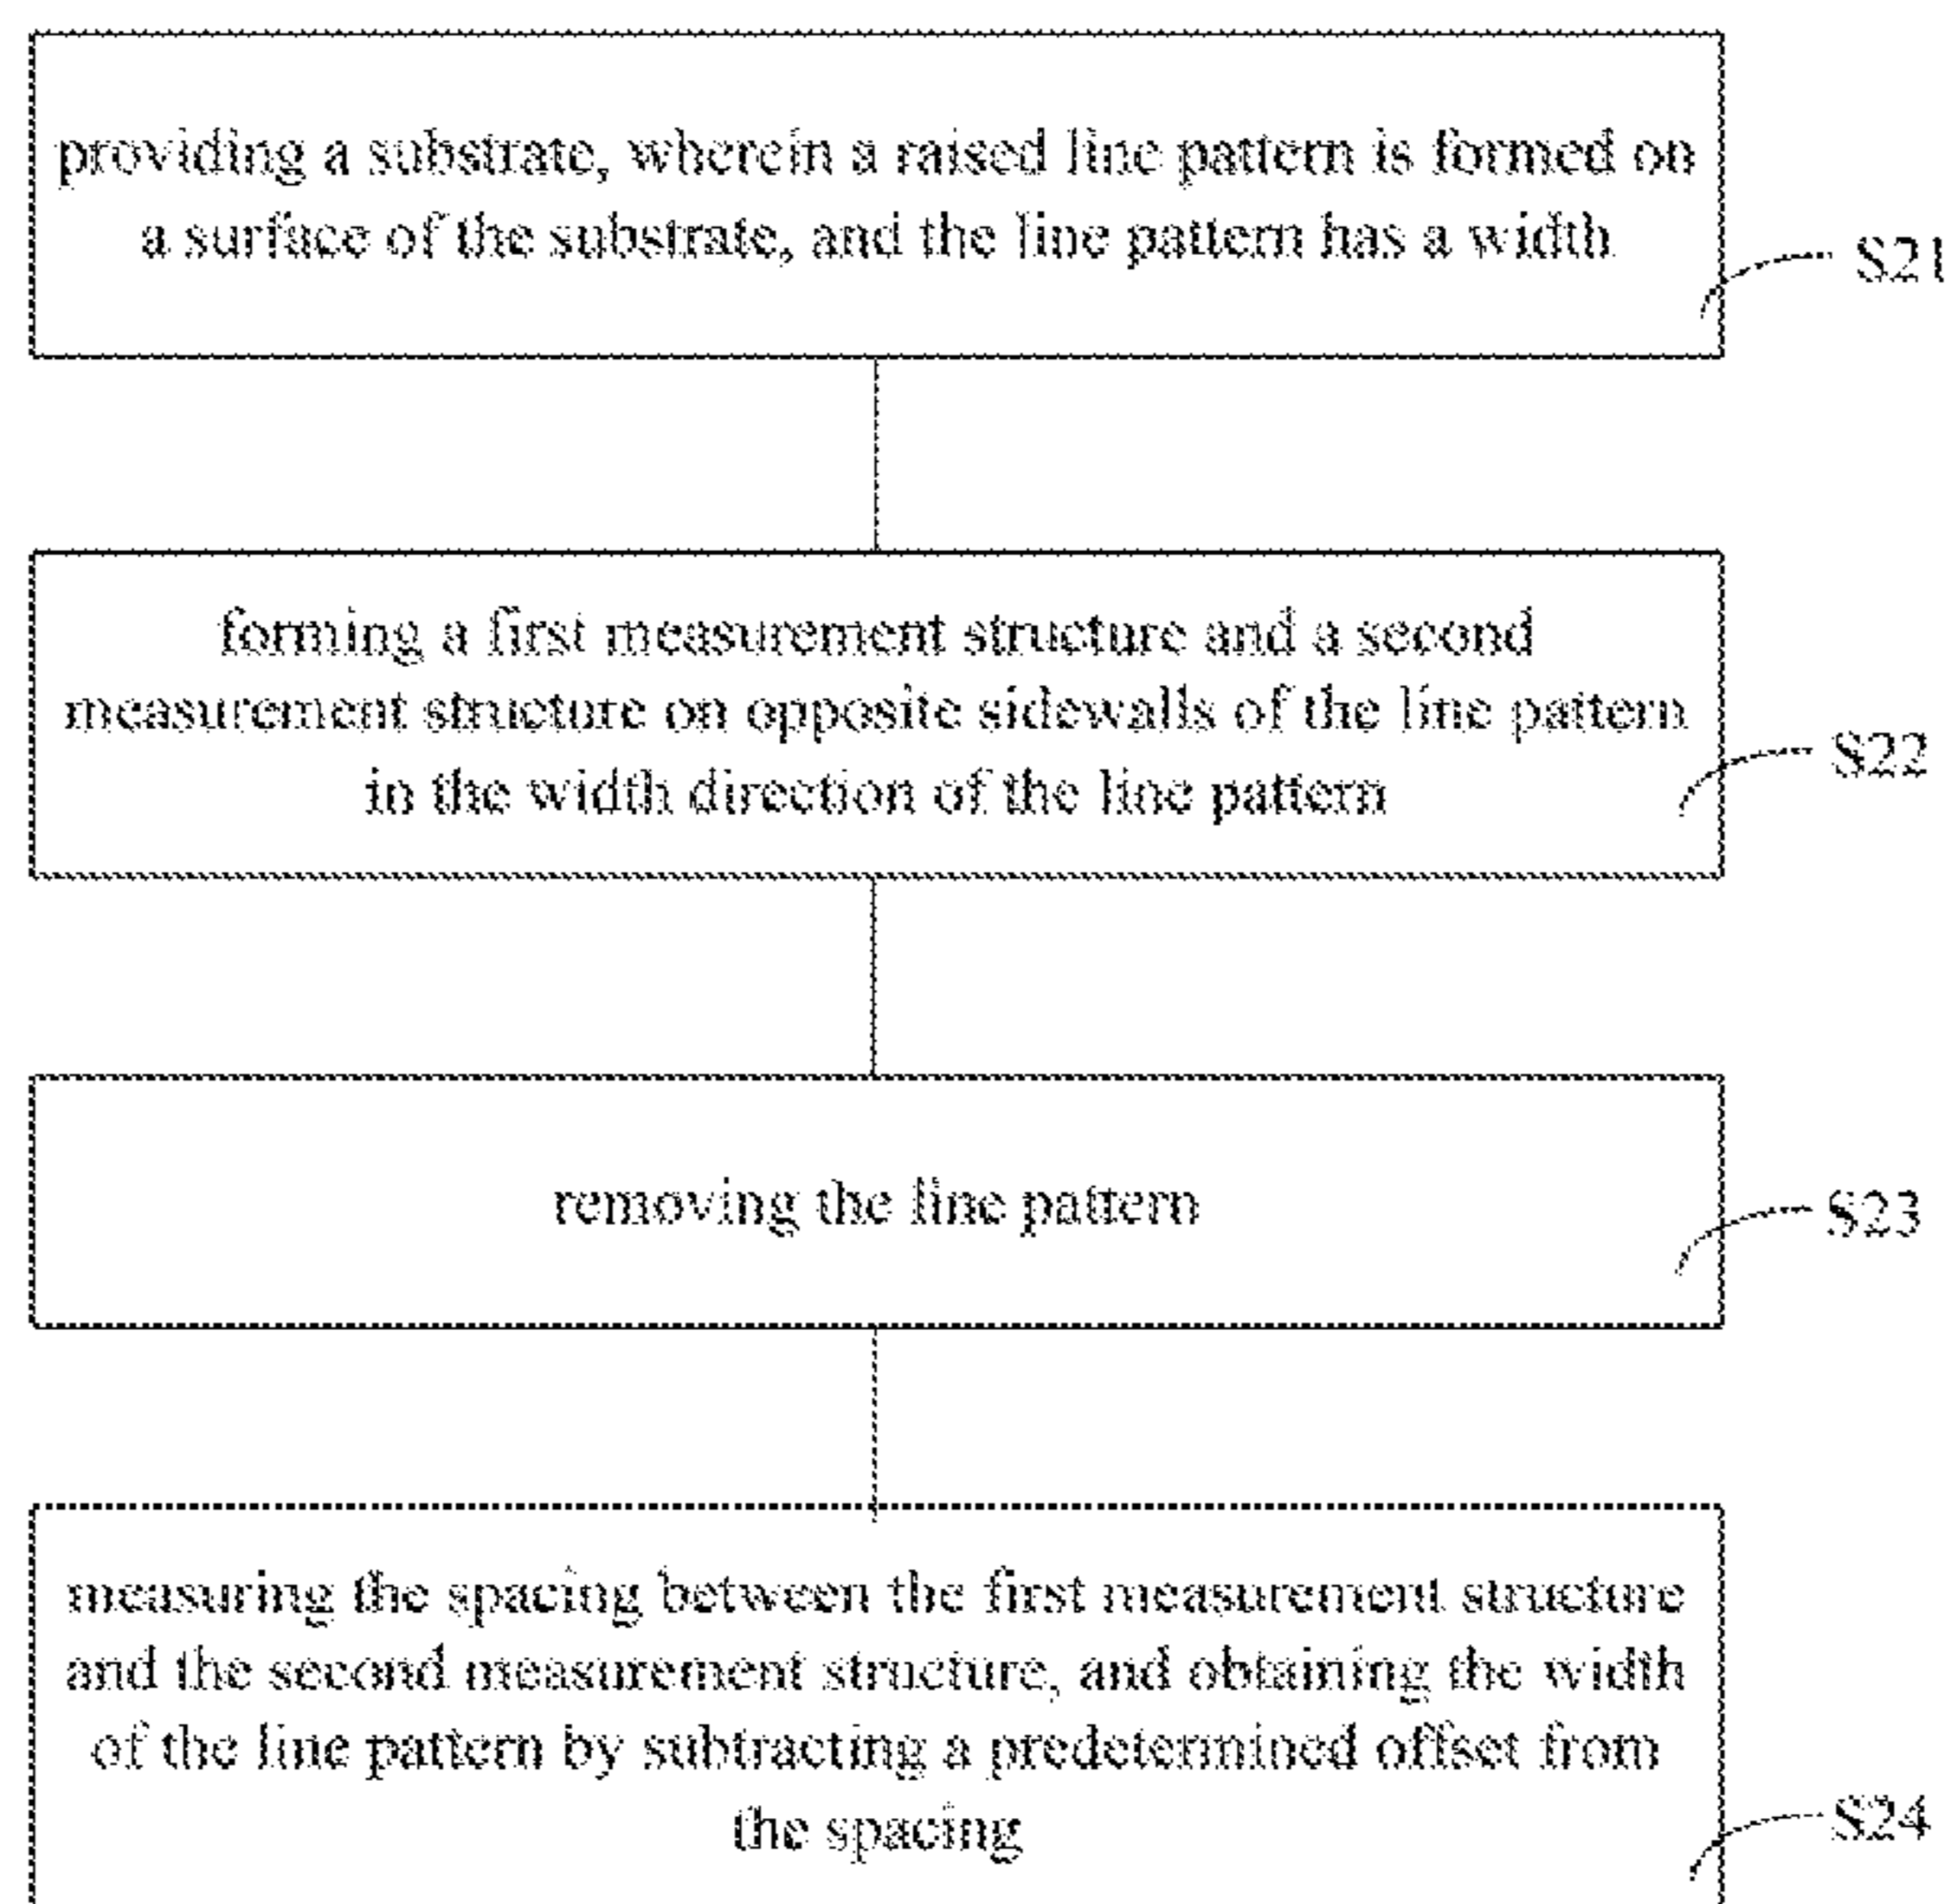 providing a substrate, wherein a raised line pattern is formed on
a surface of the substrate, and the line pattern has a width
S21
forming a first measurement structure and a second
measurement structure on opposite sidewalls of the line pattern
in the width direction of the line pattern
S22
removing the line pattern
S23
measuring the spacing between the first measurement structure
and the second measurement structure, and obtaining the width
of the line pattern by subtracting a predetermined offset from
the spacing
S24